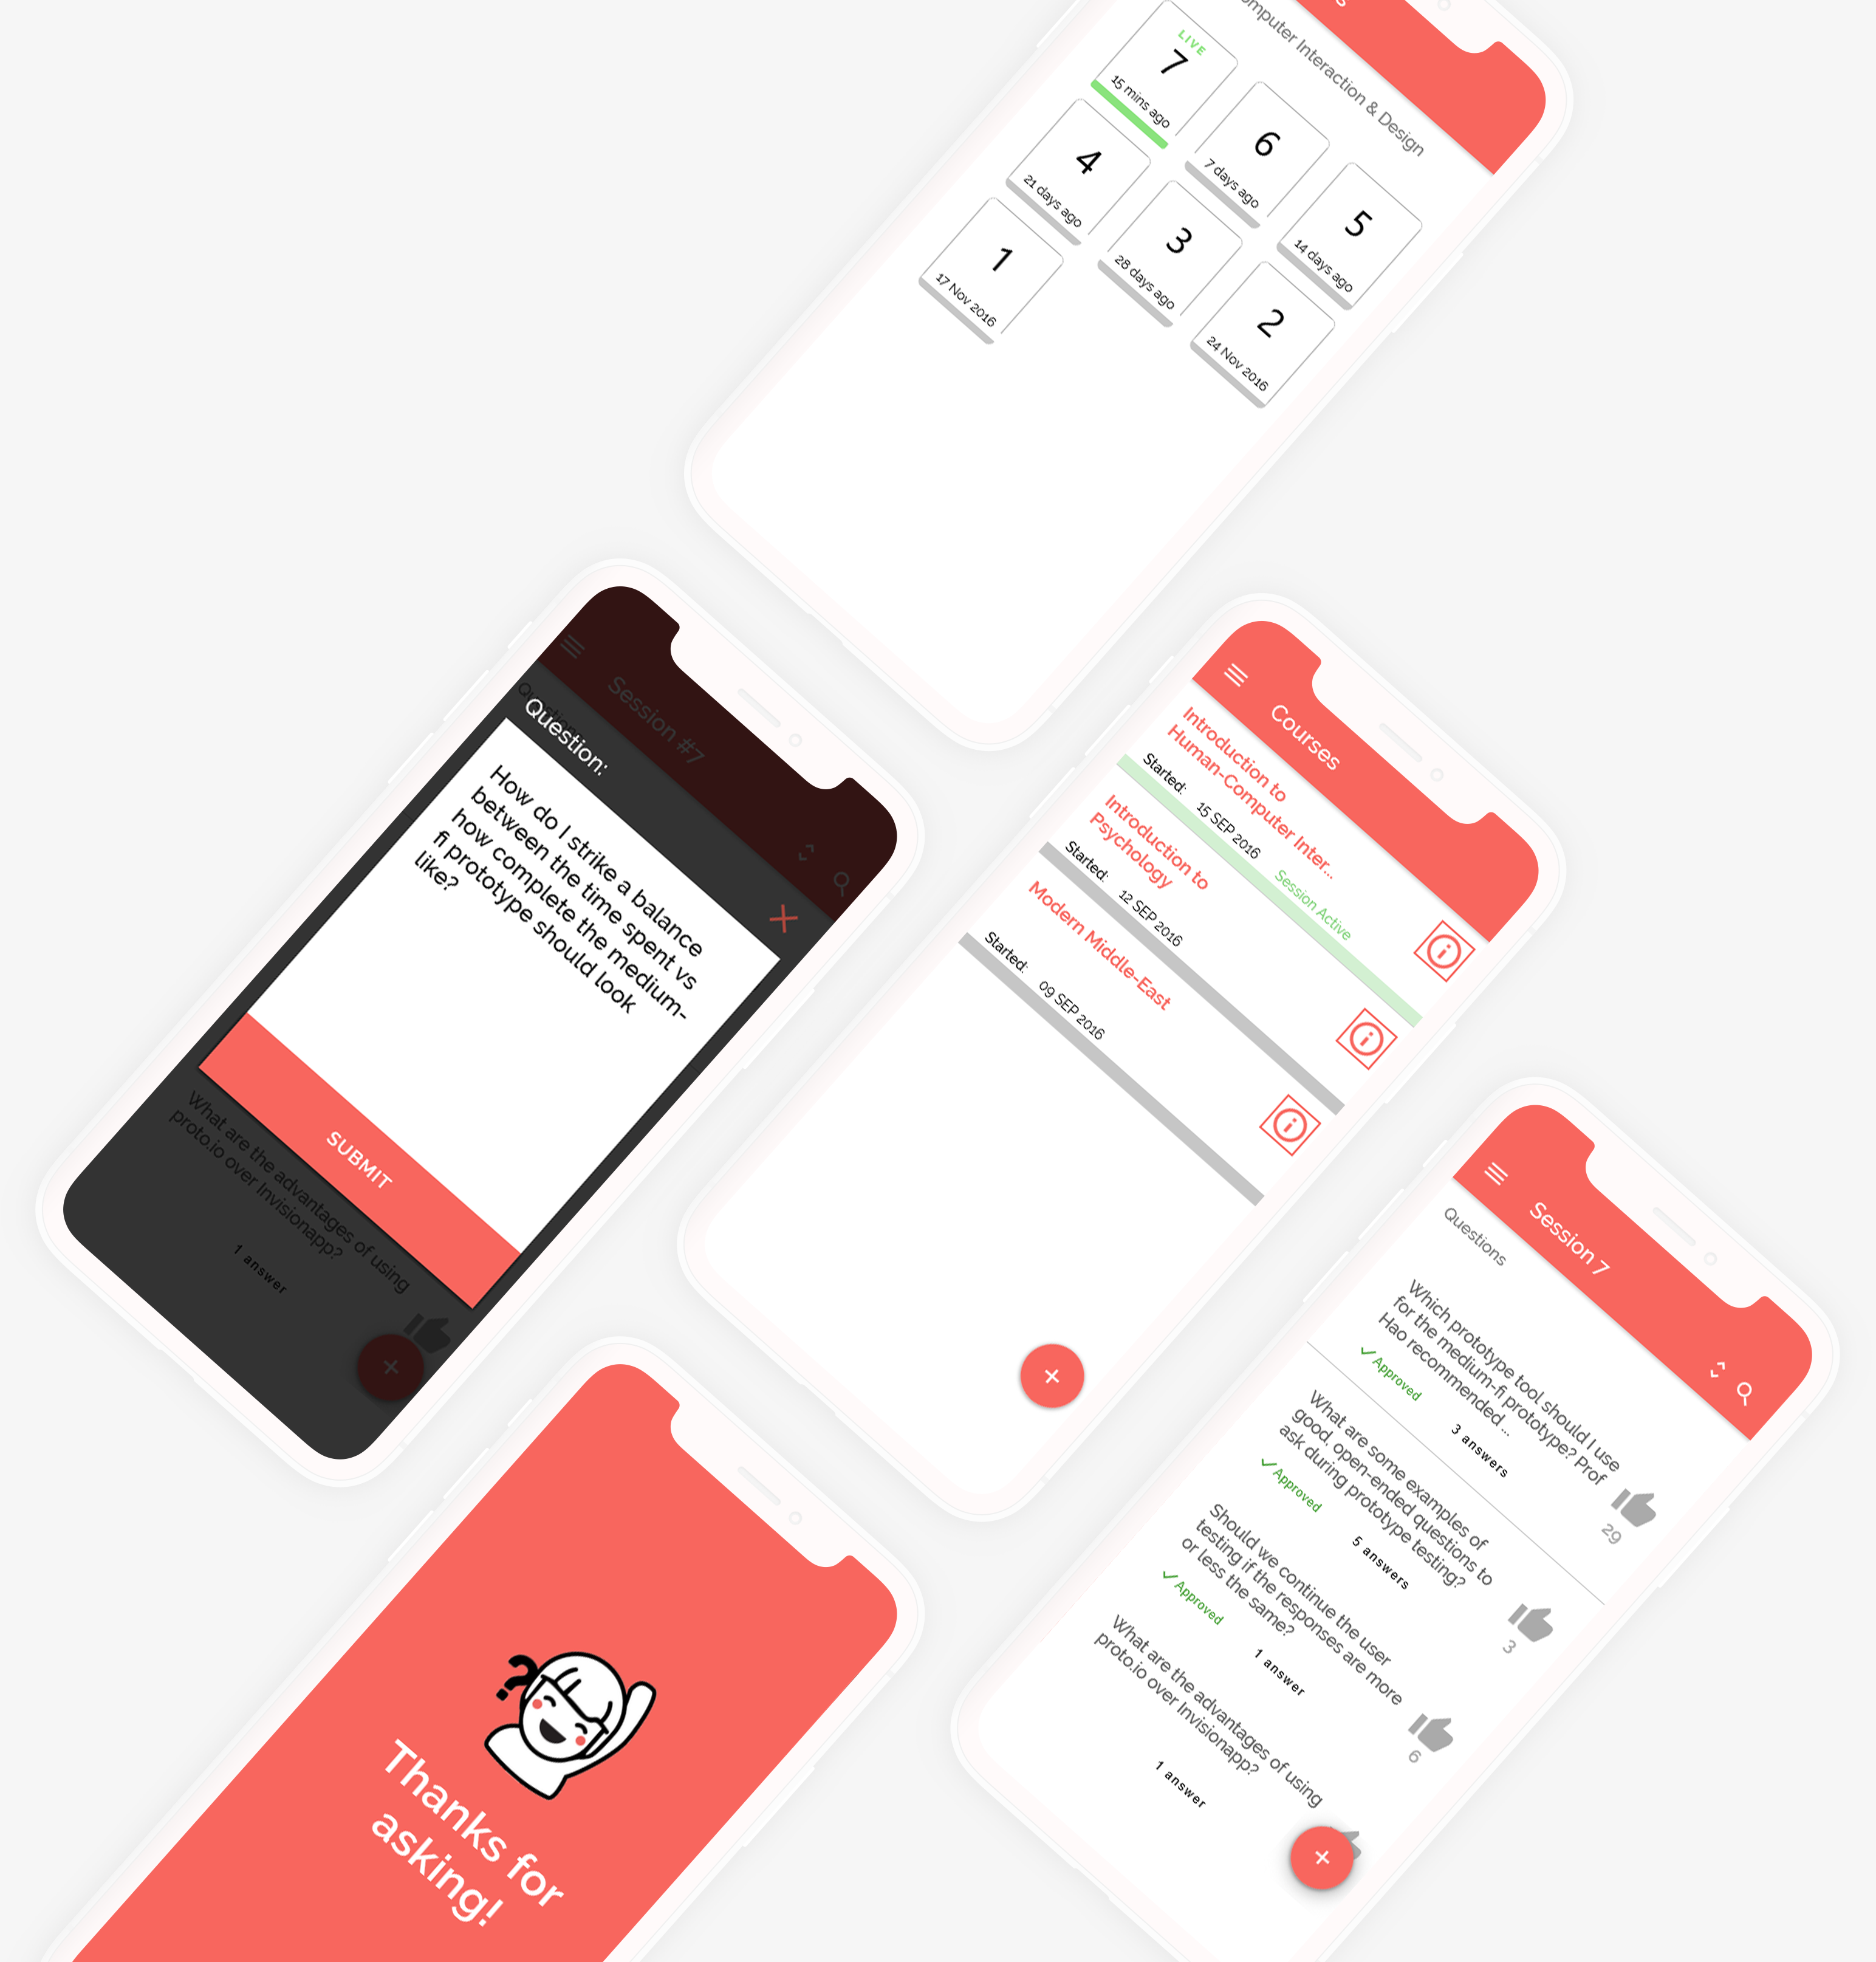 Computer Interaction & Design
LIVE
7
15 mins ago
6
7 days ago
5
14 days ago
4
21 days ago
3
28 days ago
2
24 Nov 2016
1
17 Nov 2016
Session #7
Question:
How do I strike a balance
between the time spent vs
how complete the medium-
fi prototype should look
like?
SUBMIT
What are the advantages of using
proto.io over Invisionapp?
1 answer
Courses
Introduction to
Human-Computer Inter...
Started: 15 SEP 2016
Session Active
Introduction to
Psychology
Started: 12 SEP 2016
Modern Middle-East
Started: 09 SEP 2016
Session 7
Questions
Which prototype tool should I use
for the medium-fi prototype? Prof
Hao recommended ...
Approved
3 answers
29
What are some examples of
good, open-ended questions to
ask during prototype testing?
Approved
5 answers
3
Should we continue the user
testing if the responses are more
or less the same?
Approved
1 answer
6
What are the advantages of using
proto.io over Invisionapp?
1 answer
?
Thanks for
asking!